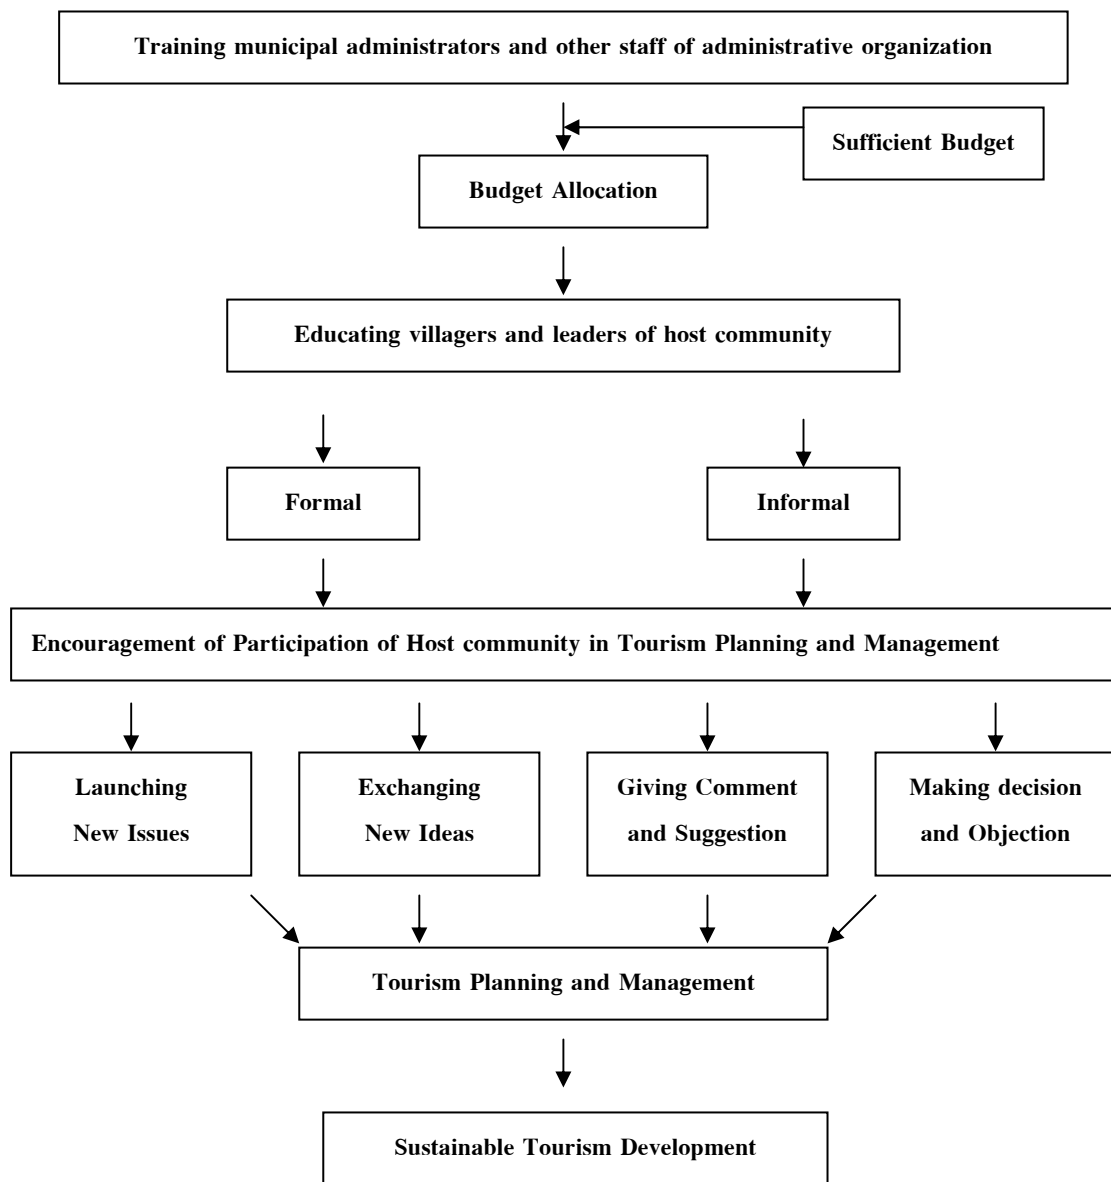 Training municipal administrators and other staff of administrative organization
Sufficient Budget
Budget Allocation
Educating villagers and leaders of host community
Formal
Informal
Encouragement of Participation of Host community in Tourism Planning and Management
Launching
New Issues
Exchanging
New Ideas
Giving Comment
and Suggestion
Making decision
and Objection
Tourism Planning and Management
Sustainable Tourism Development